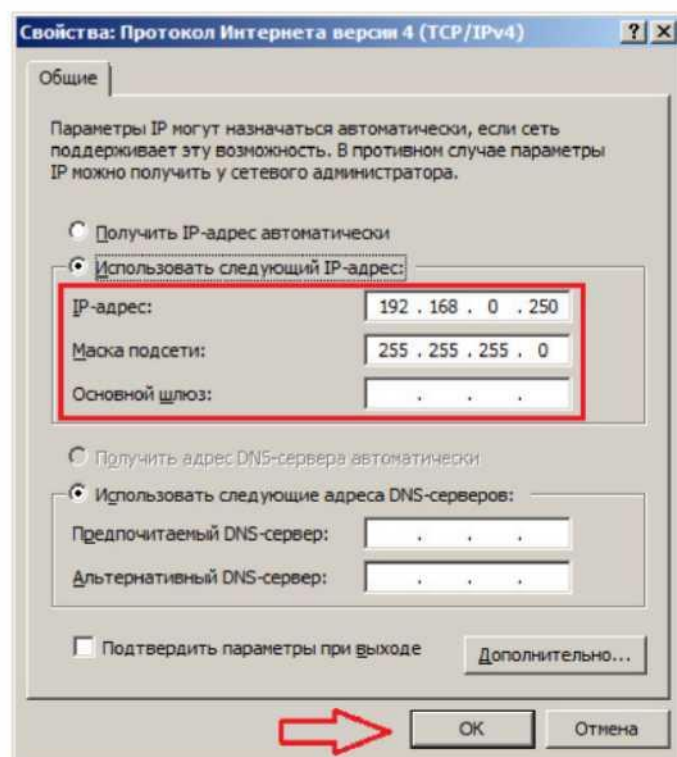 Свойства: Протокол Интернета версии 4 (TCP/IPv4)
Общие
Параметры IP могут назначаться автоматически, если сеть
поддерживает эту возможность. В противном случае параметры
IP можно получить у сетевого администратора.
Получить IP-адрес автоматически
Использовать следующий IP-адрес:
IP-адрес: 192 . 168 . 0 . 250
Маска подсети: 255 . 255 . 255 . 0
Основной шлюз: . . .
Получить адрес DNS-сервера автоматически
Использовать следующие адреса DNS-серверов:
Предпочитаемый DNS-сервер: . . .
Альтернативный DNS-сервер: . . .
Подтвердить параметры при выходе
Дополнительно...
OK Отмена